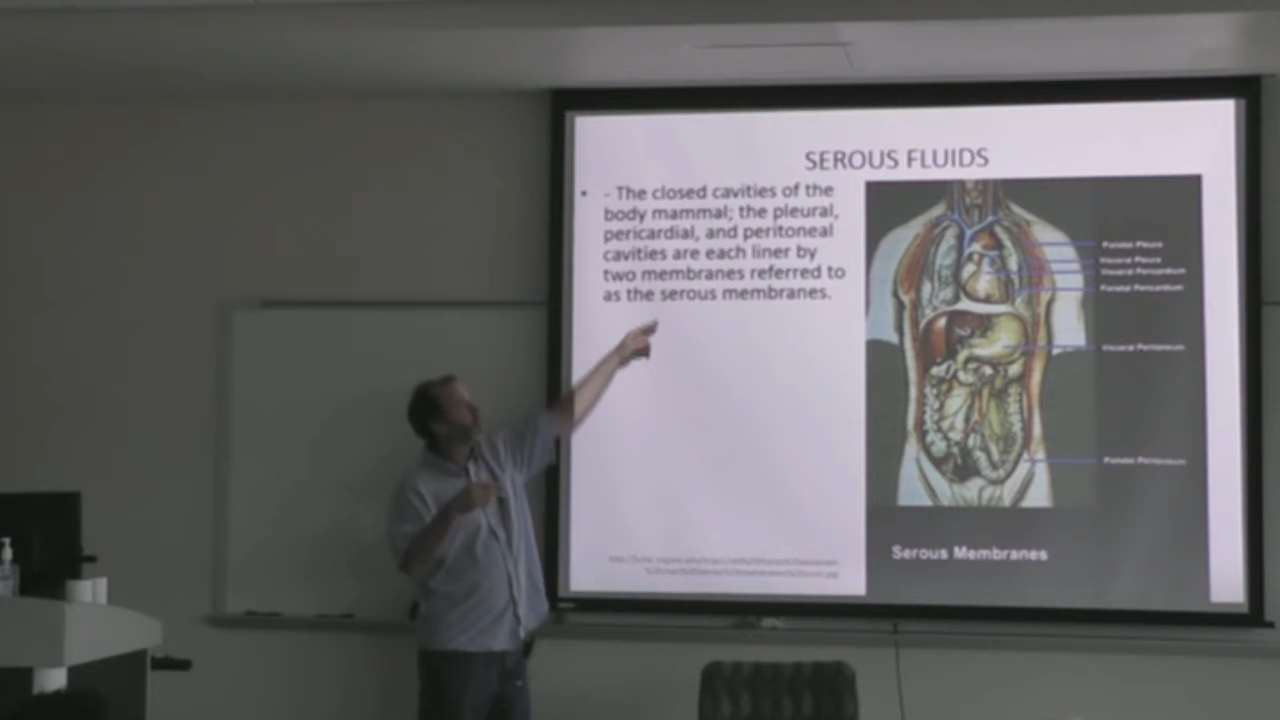 SEROUS FLUIDS
• - The closed cavities of the
body mammal; the pleural,
pericardial, and peritoneal
cavities are each liner by
two membranes referred to
as the serous membranes.
Parietal Pleura
Visceral Pleura
Visceral Pericardium
Parietal Pericardium
Visceral Peritoneum
Parietal Peritoneum
Serous Membranes